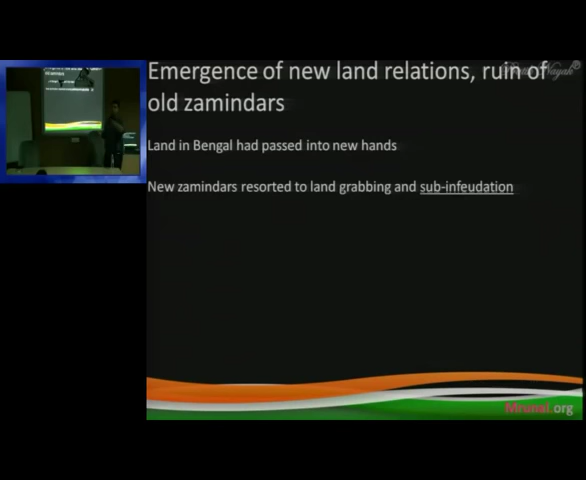 Emergence of new land relations, ruin of
old zamindars
Land in Bengal had passed into new hands
New zamindars resorted to land grabbing and sub-infeudation
Mrunal.org